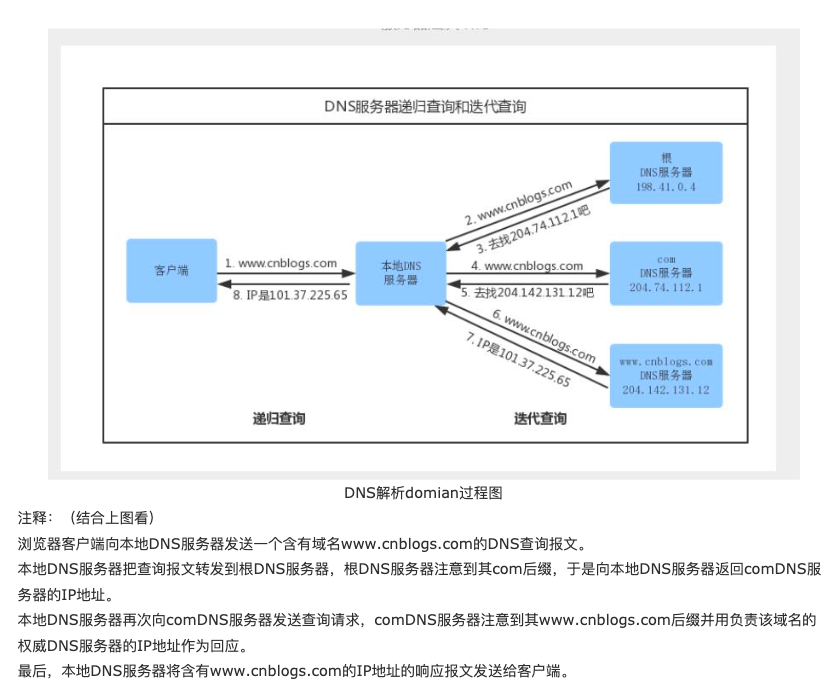 DNS服务器递归查询和迭代查询
根
DNS服务器
198.41.0.4
2. www.cnblogs.com
3. 去找204.74.112.1吧
客户端
1. www.cnblogs.com
8. IP是101.37.225.65
本地DNS
服务器
4. www.cnblogs.com
5. 去找204.142.131.12吧
com
DNS服务器
204.74.112.1
6. www.cnblogs.com
7. IP是101.37.225.65
www.cnblogs.com
DNS服务器
204.142.131.12
递归查询
迭代查询
DNS解析domian过程图
注释：（结合上图看）
浏览器客户端向本地DNS服务器发送一个含有域名www.cnblogs.com的DNS查询报文。
本地DNS服务器把查询报文转发到根DNS服务器，根DNS服务器注意到其com后缀，于是向本地DNS服务器返回comDNS服
务器的IP地址。
本地DNS服务器再次向comDNS服务器发送查询请求，comDNS服务器注意到其www.cnblogs.com后缀并用负责该域名的
权威DNS服务器的IP地址作为回应。
最后，本地DNS服务器将含有www.cnblogs.com的IP地址的响应报文发送给客户端。